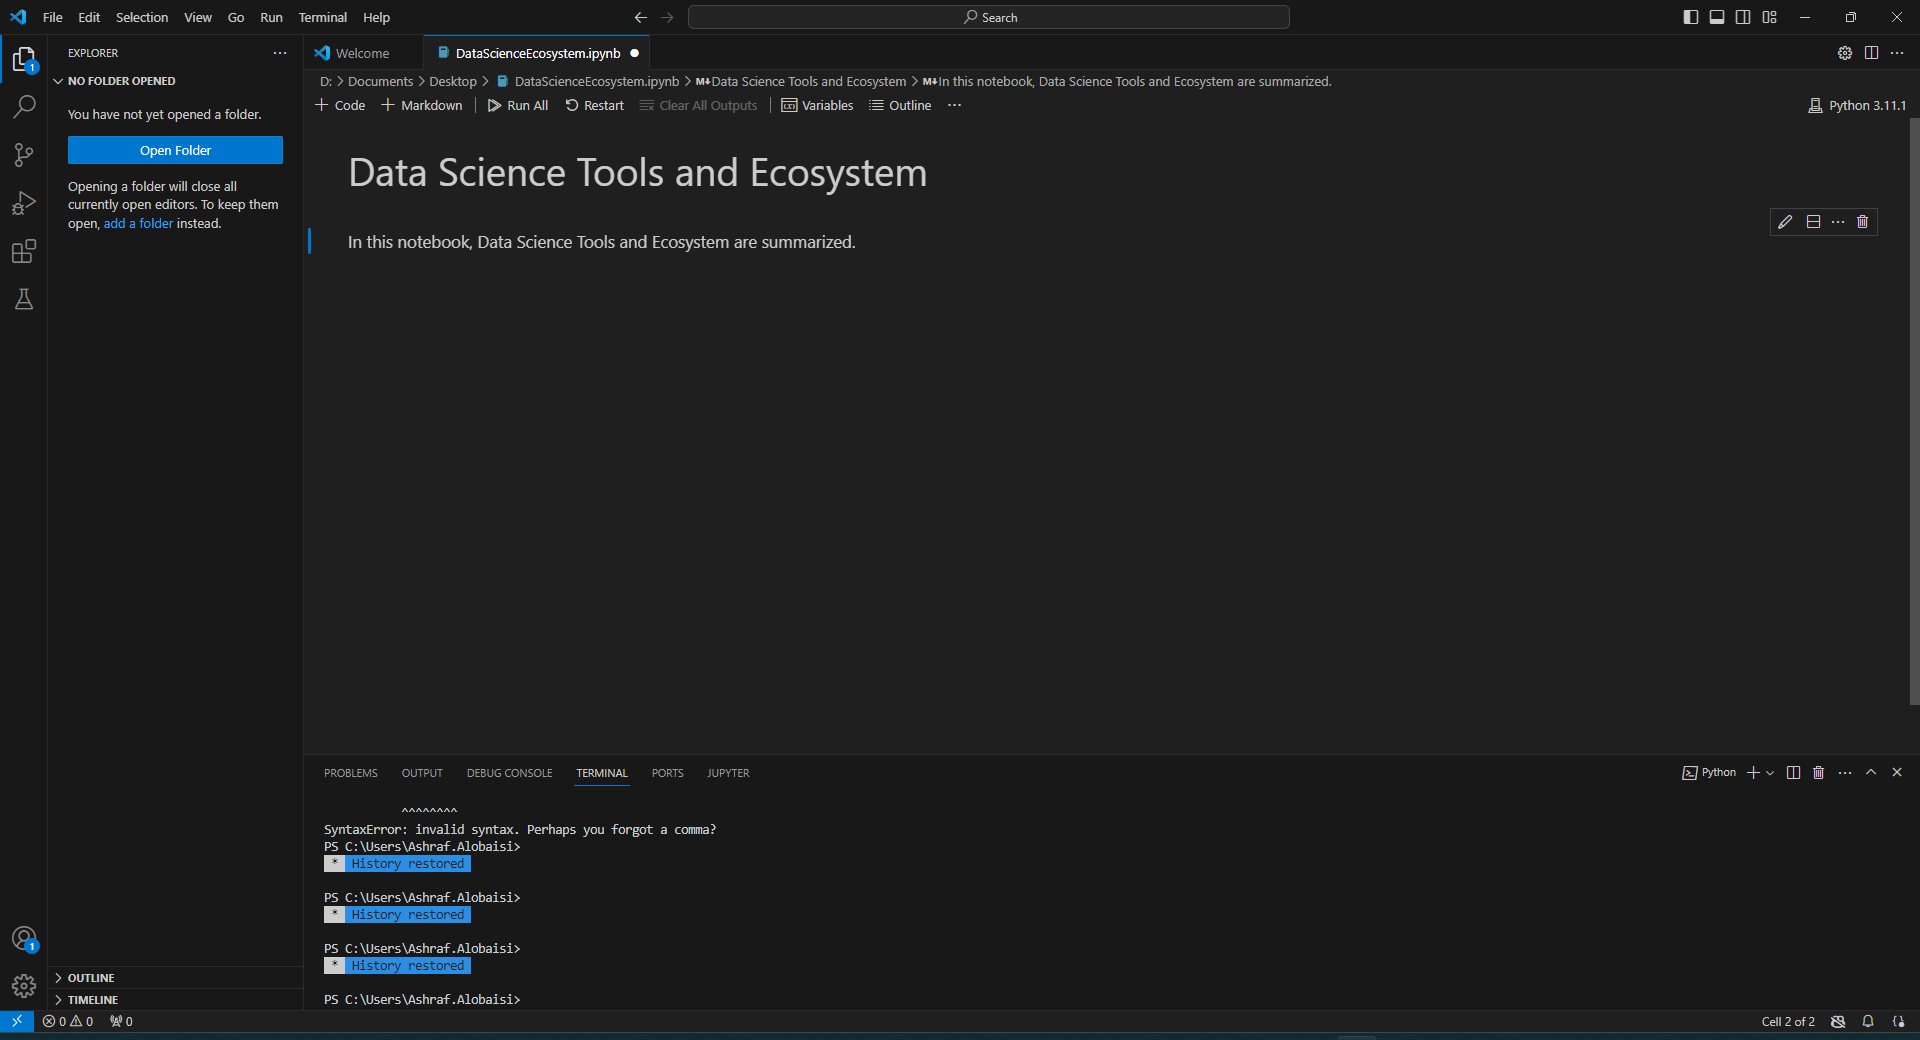 File Edit Selection View Go Run Terminal Help
Search
EXPLORER
NO FOLDER OPENED
You have not yet opened a folder.
Open Folder
Opening a folder will close all
currently open editors. To keep them
open, add a folder instead.
OUTLINE
TIMELINE
Welcome DataScienceEcosystem.ipynb
D: > Documents > Desktop > DataScienceEcosystem.ipynb > M↓Data Science Tools and Ecosystem > M↓In this notebook, Data Science Tools and Ecosystem are summarized.
+ Code + Markdown Run All Restart Clear All Outputs Variables Outline ...
Python 3.11.1
Data Science Tools and Ecosystem
In this notebook, Data Science Tools and Ecosystem are summarized.
PROBLEMS OUTPUT DEBUG CONSOLE TERMINAL PORTS JUPYTER
Python
^^^^^^^^
SyntaxError: invalid syntax. Perhaps you forgot a comma?
PS C:\Users\Ashraf.Alobaisi>
* History restored
PS C:\Users\Ashraf.Alobaisi>
* History restored
PS C:\Users\Ashraf.Alobaisi>
* History restored
PS C:\Users\Ashraf.Alobaisi>
1
1
0 0 0
Cell 2 of 2